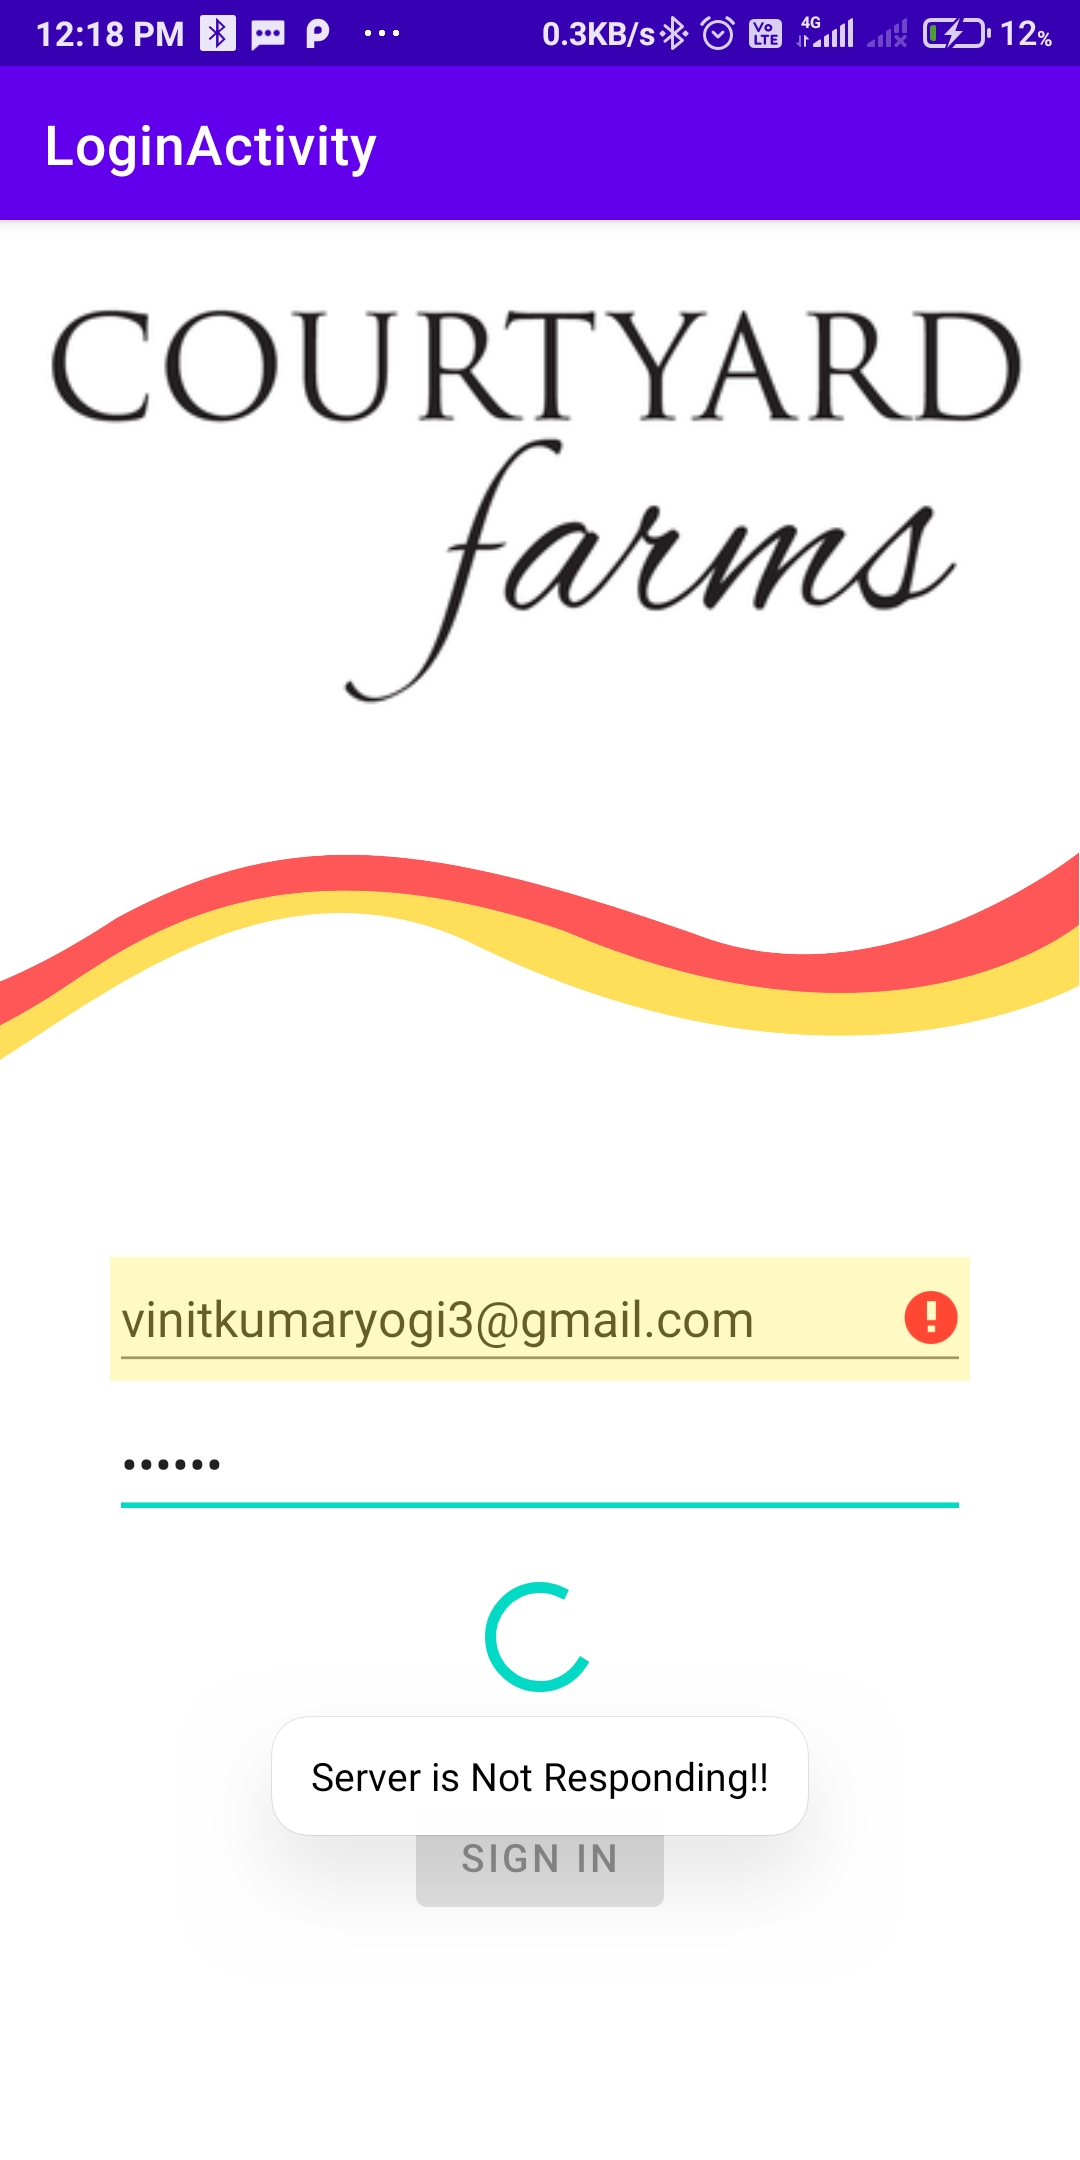 12:18 PM 0.3KB/s Vo LTE 4G 12%
LoginActivity
COURTYARD
farms
vinitkumaryogi3@gmail.com
••••••
Server is Not Responding!!
SIGN IN